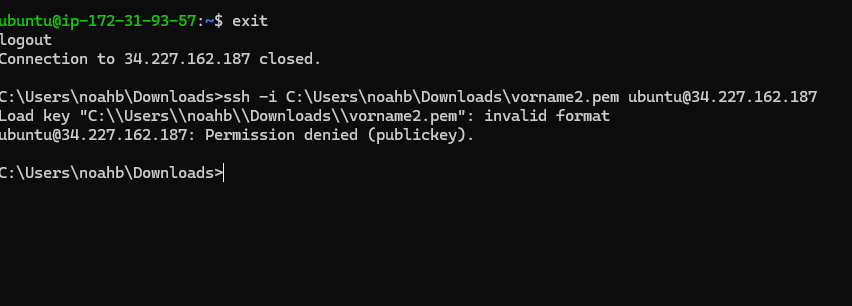 ubuntu@ip-172-31-93-57:~$ exit
logout
Connection to 34.227.162.187 closed.
C:\Users\noahb\Downloads>ssh -i C:\Users\noahb\Downloads\vorname2.pem ubuntu@34.227.162.187
Load key "C:\\Users\\noahb\\Downloads\\vorname2.pem": invalid format
ubuntu@34.227.162.187: Permission denied (publickey).
C:\Users\noahb\Downloads>